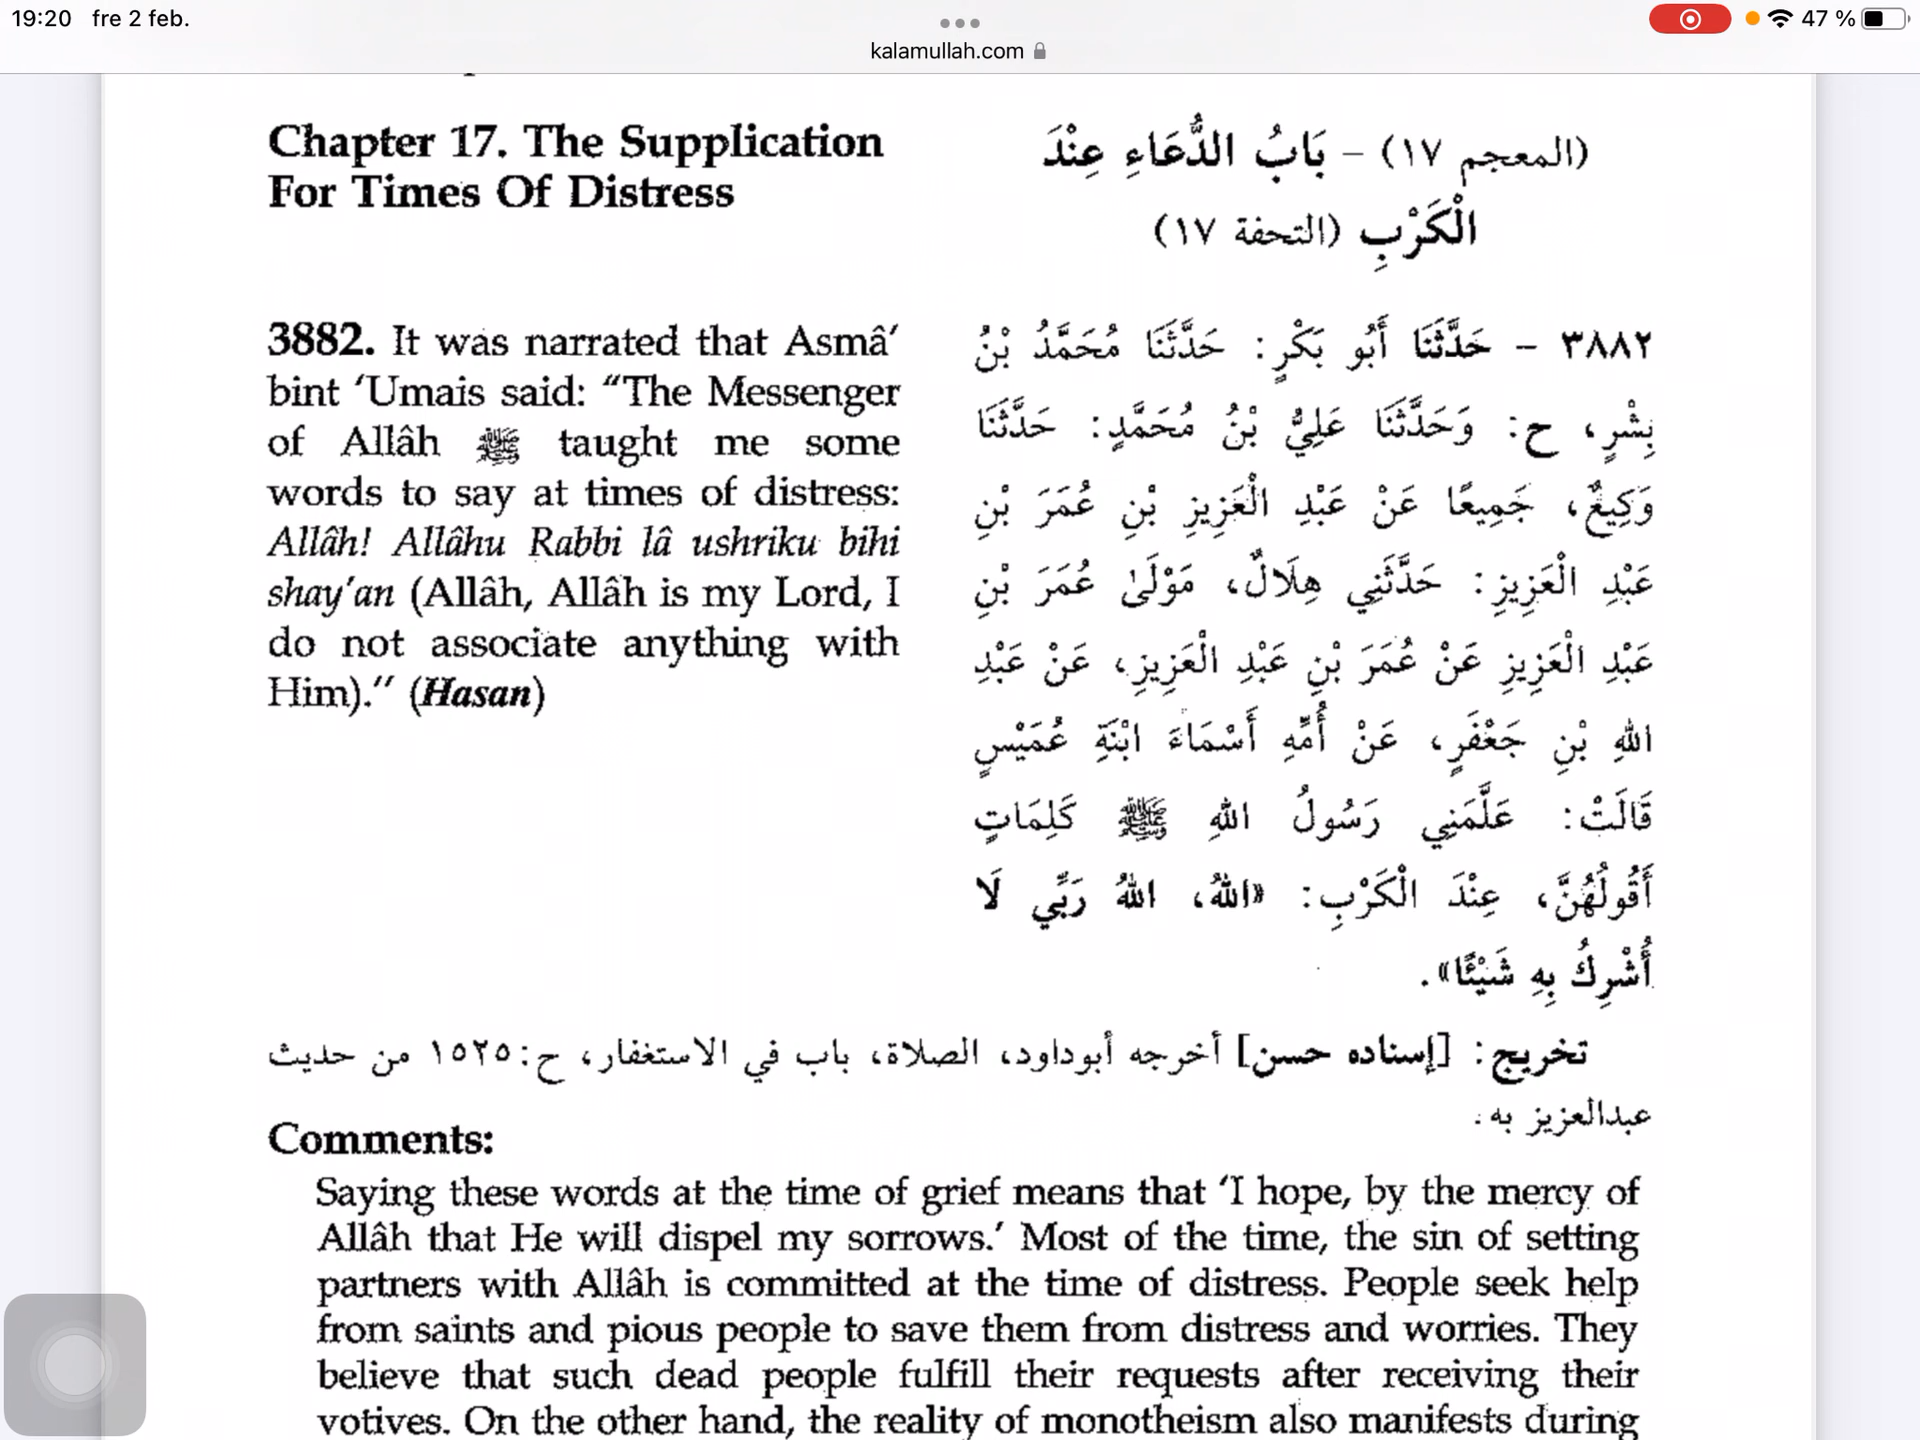 19:20 fre 2 feb.
47 %
kalamullah.com
Chapter 17. The Supplication
For Times Of Distress
(المعجم ١٧) - بَابُ الدُّعَاءِ عِنْدَ
الْكَرْبِ (التحفة ١٧)
3882. It was narrated that Asmâ’
bint ‘Umais said: “The Messenger
of Allâh ﷺ taught me some
words to say at times of distress:
Allâh! Allâhu Rabbi lâ ushriku bihi
shay’an (Allâh, Allâh is my Lord, I
do not associate anything with
Him).” (Hasan)
٣٨٨٢ - حَدَّثَنَا أَبُو بَكْرٍ: حَدَّثَنَا مُحَمَّدُ بْنُ
بِشْرٍ، ح: وَحَدَّثَنَا عَلِيُّ بْنُ مُحَمَّدٍ: حَدَّثَنَا
وَكِيعٌ، جَمِيعًا عَنْ عَبْدِ الْعَزِيزِ بْنِ عُمَرَ بْنِ
عَبْدِ الْعَزِيزِ: حَدَّثَنِي هِلَالٌ، مَوْلَىٰ عُمَرَ بْنِ
عَبْدِ الْعَزِيزِ عَنْ عُمَرَ بْنِ عَبْدِ الْعَزِيزِ، عَنْ عَبْدِ
اللهِ بْنِ جَعْفَرٍ، عَنْ أُمِّهِ أَسْمَاءَ ابْنَةِ عُمَيْسٍ
قَالَتْ: عَلَّمَنِي رَسُولُ اللهِ ﷺ كَلِمَاتٍ
أَقُولُهُنَّ، عِنْدَ الْكَرْبِ: «اللهُ، اللهُ رَبِّي لَا
أُشْرِكُ بِهِ شَيْئًا».
تخريج: [إسناده حسن] أخرجه أبوداود، الصلاة، باب في الاستغفار، ح:١٥٢٥ من حديث
عبدالعزيز به.
Comments:
Saying these words at the time of grief means that ‘I hope, by the mercy of
Allâh that He will dispel my sorrows.’ Most of the time, the sin of setting
partners with Allâh is committed at the time of distress. People seek help
from saints and pious people to save them from distress and worries. They
believe that such dead people fulfill their requests after receiving their
votives. On the other hand, the reality of monotheism also manifests during